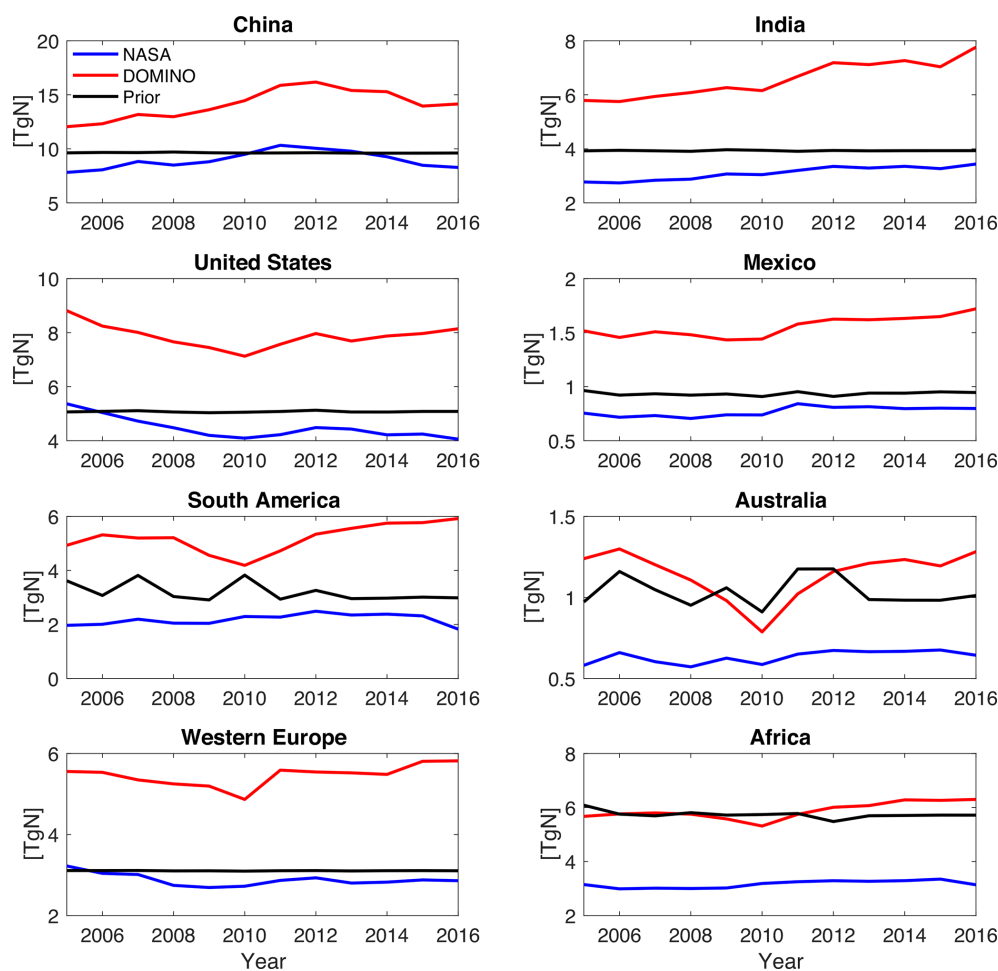 China
[TgN]
20
15
10
5
NASA
DOMINO
Prior
2006 2008 2010 2012 2014 2016
India
[TgN]
8
6
4
2
2006 2008 2010 2012 2014 2016
United States
[TgN]
10
8
6
4
2006 2008 2010 2012 2014 2016
Mexico
[TgN]
2
1.5
1
0.5
2006 2008 2010 2012 2014 2016
South America
[TgN]
6
4
2
0
2006 2008 2010 2012 2014 2016
Australia
[TgN]
1.5
1
0.5
2006 2008 2010 2012 2014 2016
Western Europe
[TgN]
6
4
2
2006 2008 2010 2012 2014 2016
Year
Africa
[TgN]
8
6
4
2
2006 2008 2010 2012 2014 2016
Year